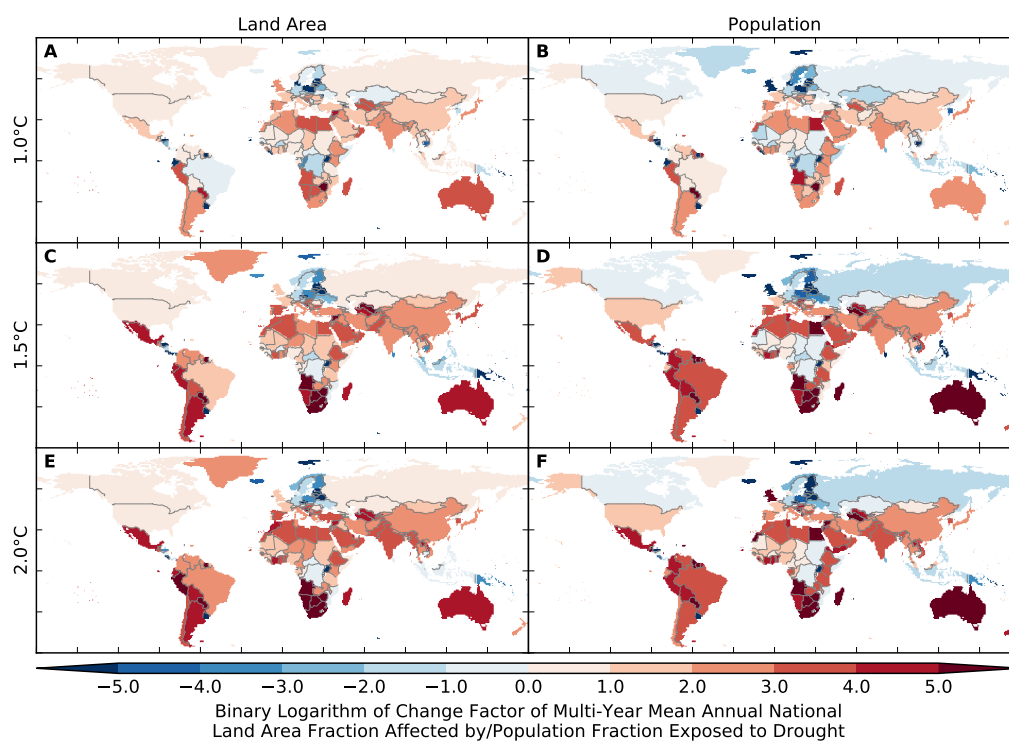 Land Area
Population
A
B
1.0°C
C
D
1.5°C
E
F
2.0°C
−5.0 −4.0 −3.0 −2.0 −1.0 0.0 1.0 2.0 3.0 4.0 5.0
Binary Logarithm of Change Factor of Multi-Year Mean Annual National
Land Area Fraction Affected by/Population Fraction Exposed to Drought